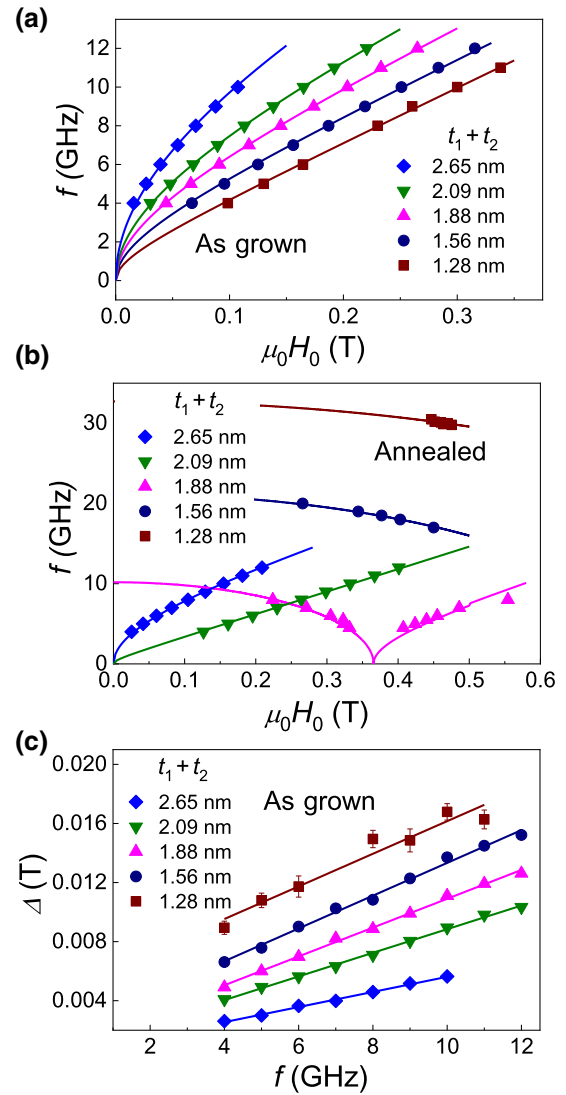 (a)
12
10
8
6
4
2
0
f (GHz)
As grown
t1 + t2
2.65 nm
2.09 nm
1.88 nm
1.56 nm
1.28 nm
0.0 0.1 0.2 0.3
μ0H0 (T)
(b)
30
20
10
0
f (GHz)
t1 + t2
2.65 nm
2.09 nm
1.88 nm
1.56 nm
1.28 nm
Annealed
0.0 0.1 0.2 0.3 0.4 0.5 0.6
μ0H0 (T)
(c)
0.020
0.016
0.012
0.008
0.004
Δ (T)
t1 + t2
2.65 nm
2.09 nm
1.88 nm
1.56 nm
1.28 nm
As grown
2 4 6 8 10 12
f (GHz)